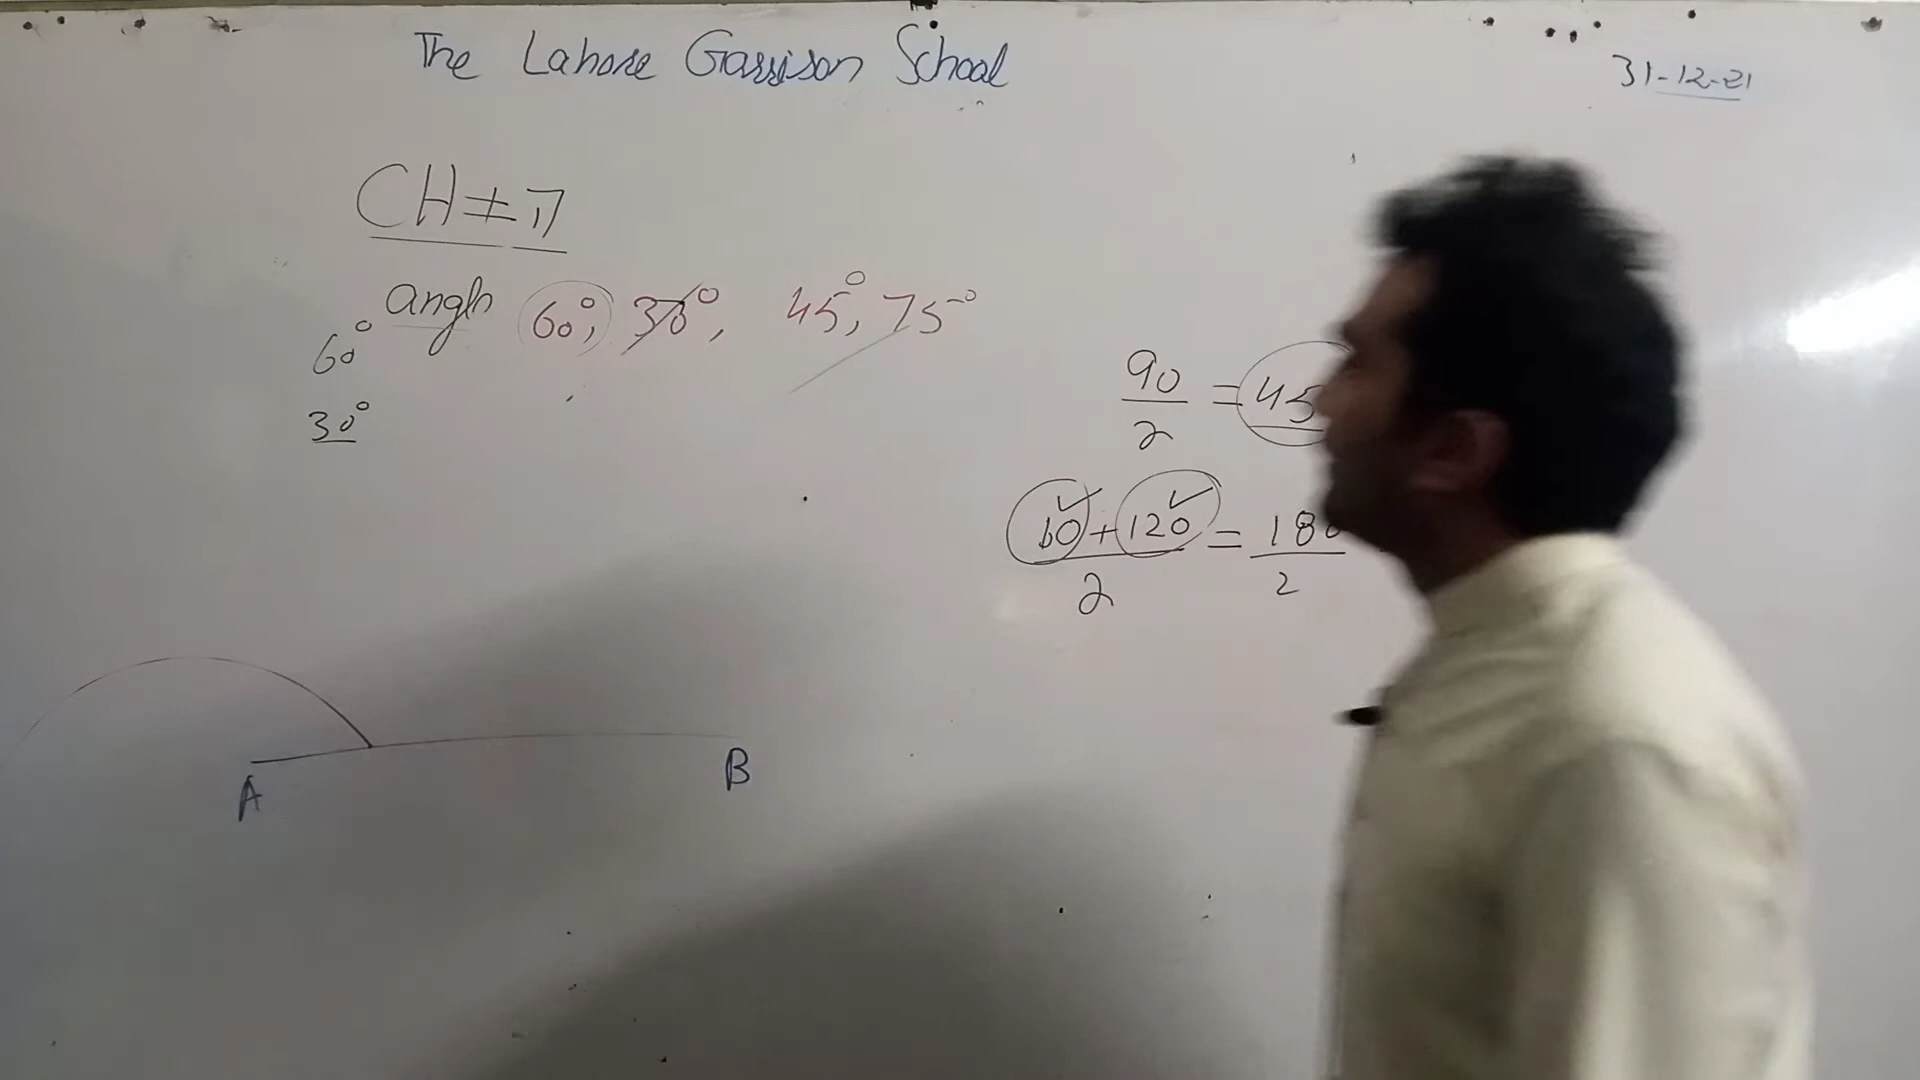 The Lahore Garrison School
31-12-21
CH # 7
angle 60°, 30°, 45°, 75°
60°
30°
90/2 = 45
60+120/2 = 180/2
A B